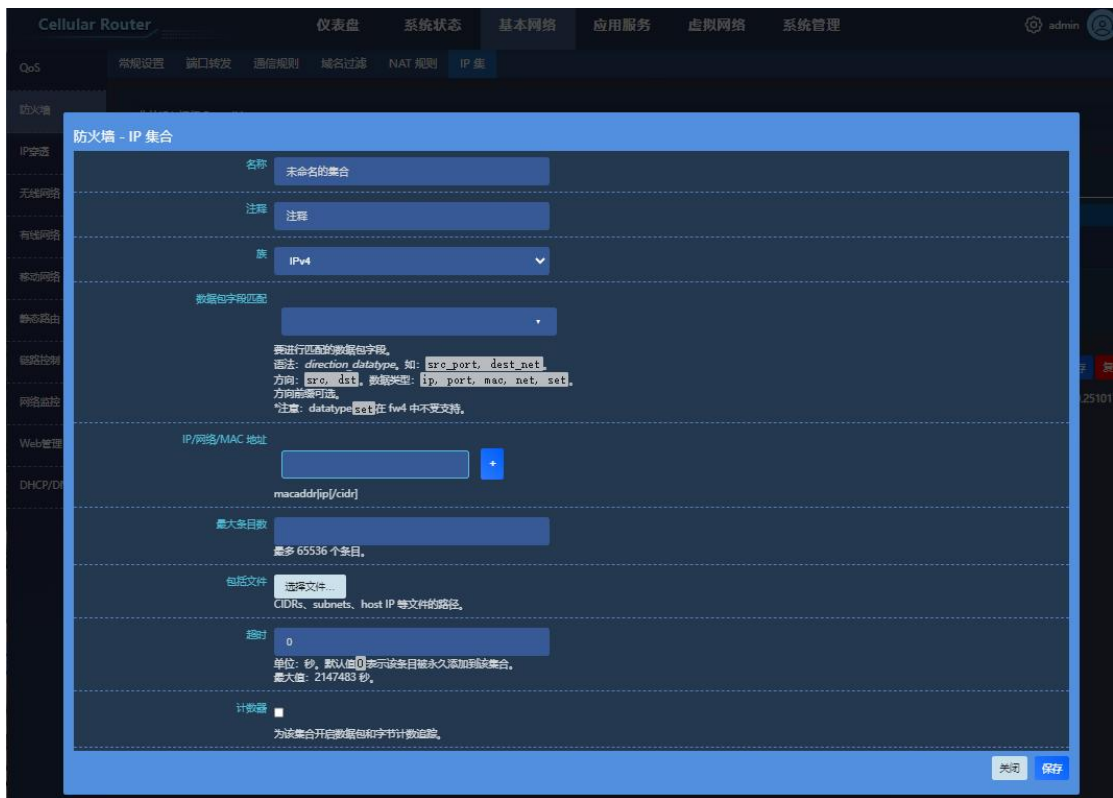 Cellular Router
仪表盘 系统状态 基本网络 应用服务 虚拟网络 系统管理
admin
QoS
常规设置 端口转发 通信规则 域名过滤 NAT 规则 IP 集
防火墙
IP穿透
无线网络
有线网络
移动网络
静态路由
链路控制
网络监控
Web管理
DHCP/D
防火墙 - IP 集合
名称
未命名的集合
注释
注释
族
IPv4
数据包字段匹配
要进行匹配的数据包字段。
语法: direction_datatype。如: src_port, dest_net.
方向: src, dst。数据类型: ip, port, mac, net, set。
方向前缀可选。
*注意: datatype set 在 fw4 中不受支持。
IP/网络/MAC 地址
+
macaddr|ip[/cidr]
最大条目数
最多 65536 个条目。
包括文件
选择文件...
CIDRs、subnets、host IP 等文件的路径。
超时
0
单位: 秒。默认值 0 表示该条目被永久添加到该集合。
最大值: 2147483 秒。
计数器
为该集合开启数据包和字节计数追踪。
关闭 保存
.25101